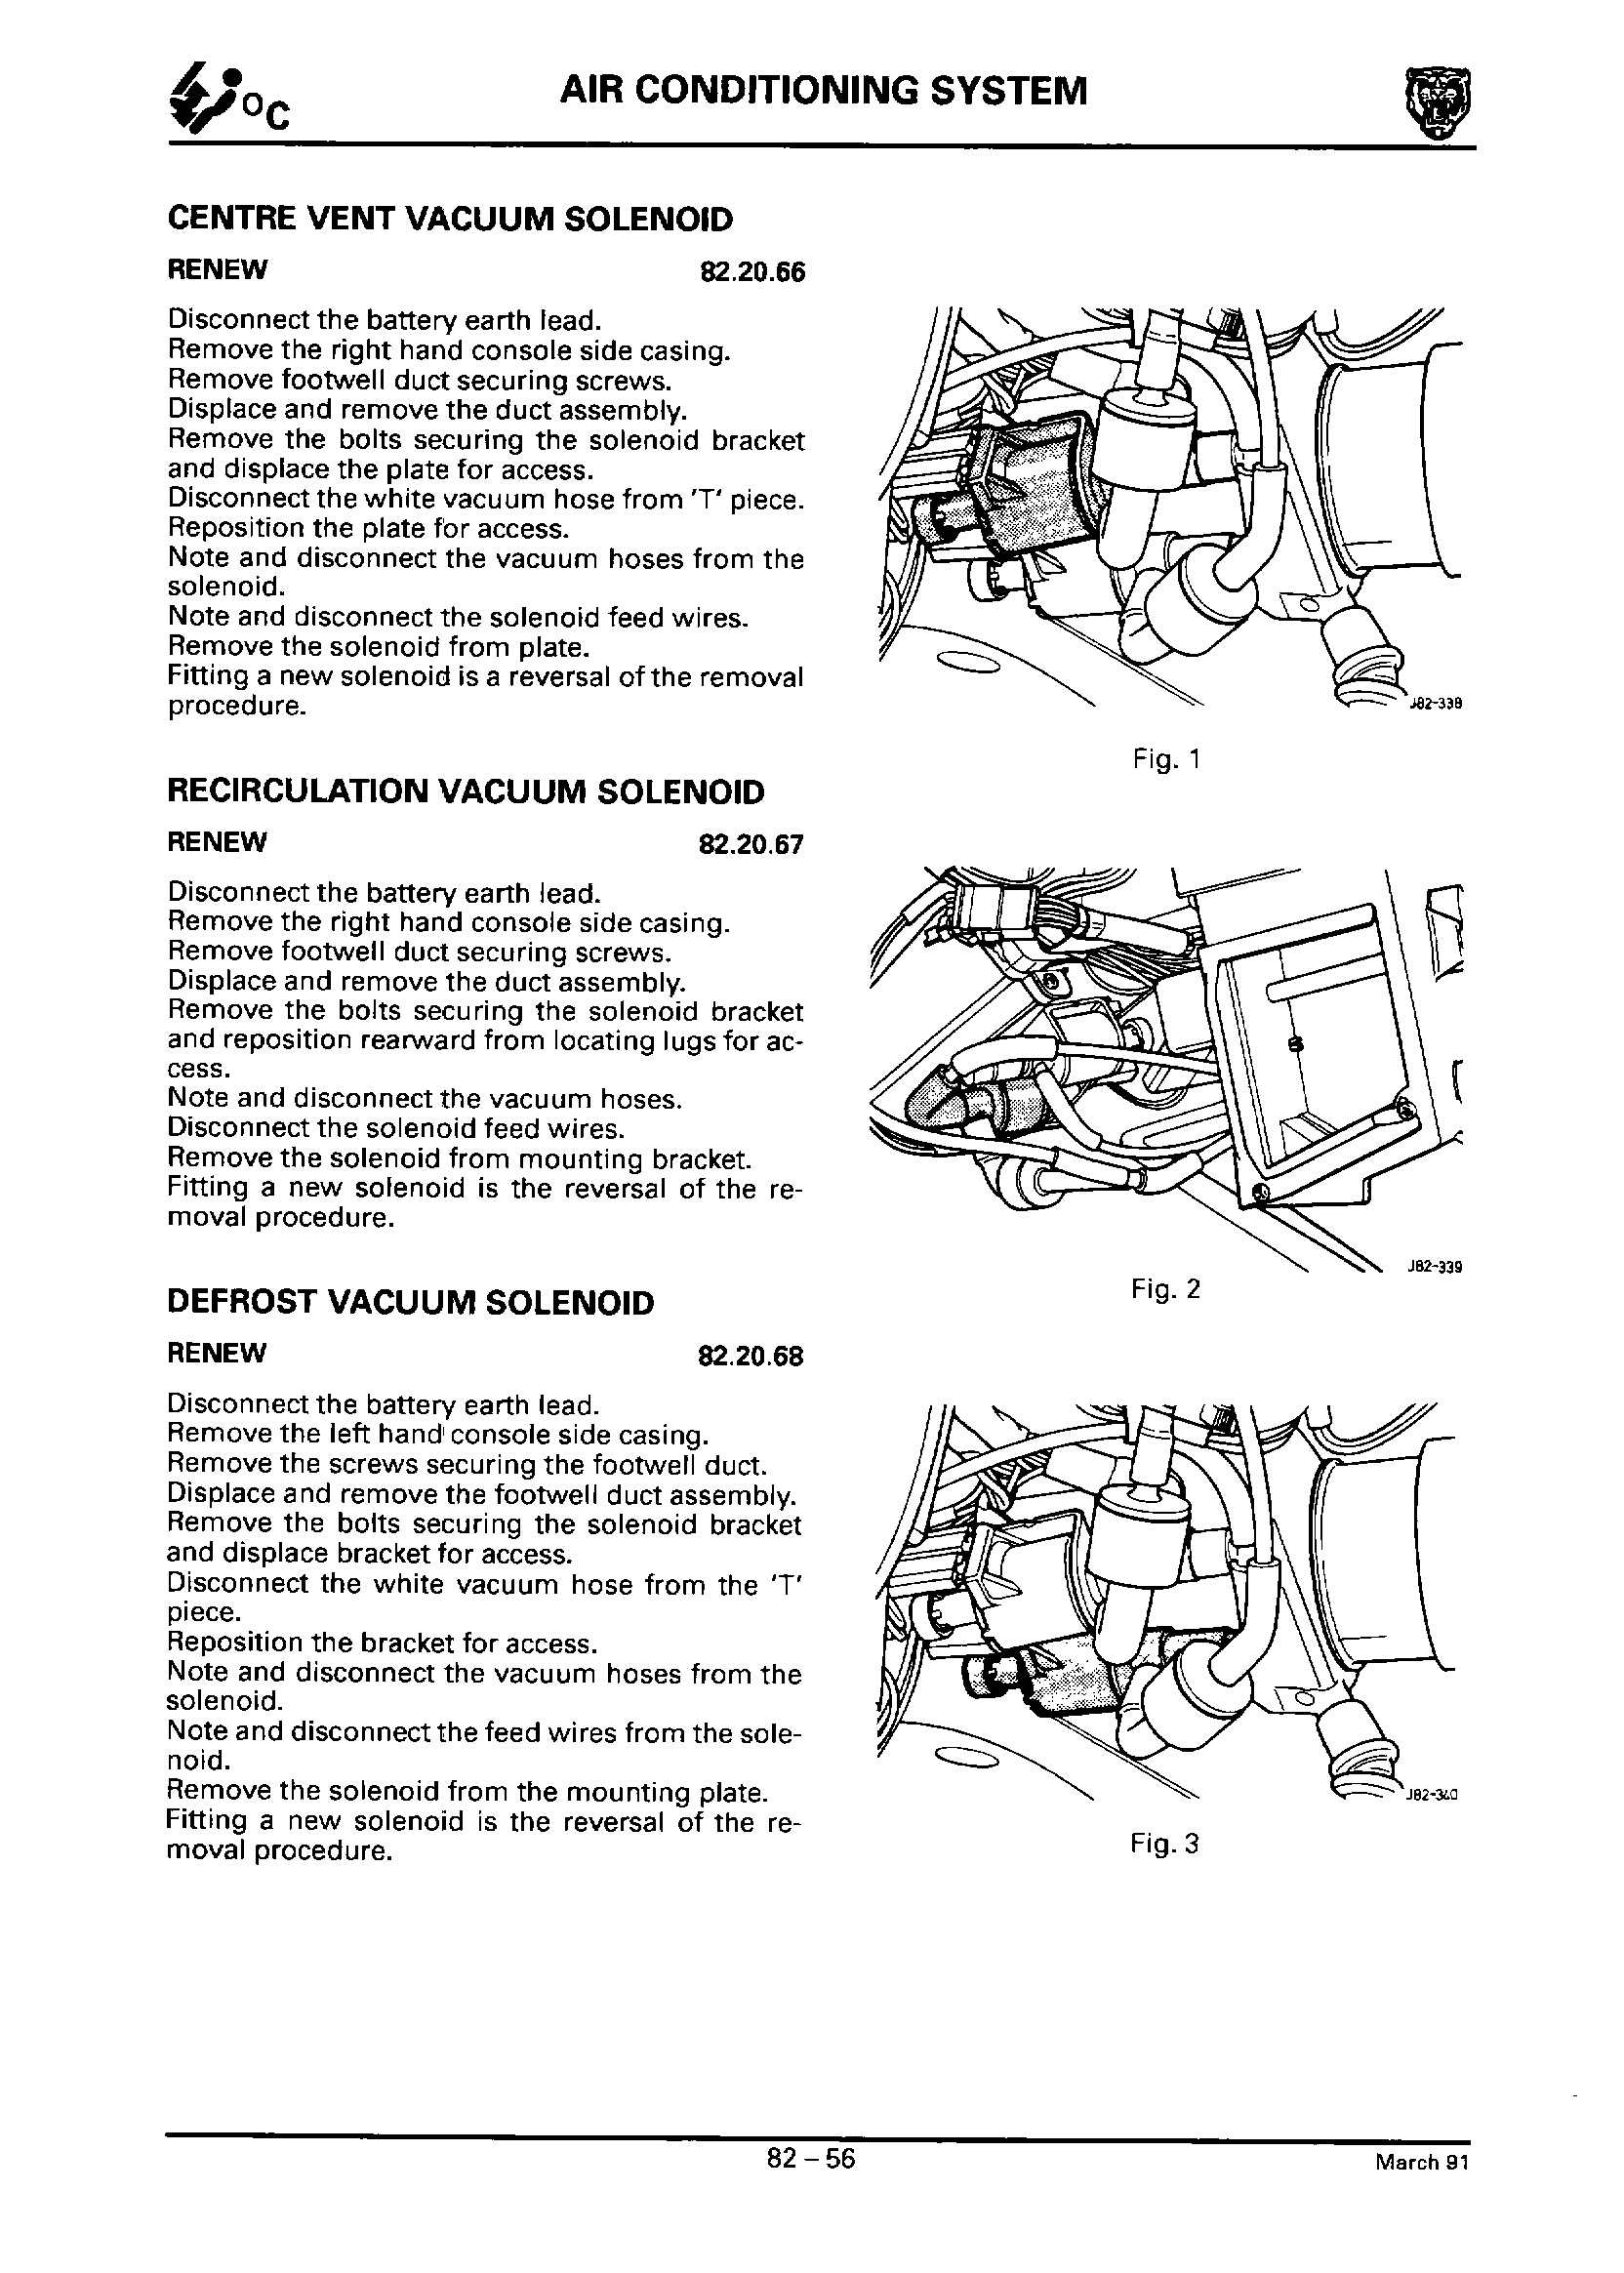 °C
AIR CONDITIONING SYSTEM
CENTRE VENT VACUUM SOLENOID
RENEW 82.20.66
Disconnect the battery earth lead.
Remove the right hand console side casing.
Remove footwell duct securing screws.
Displace and remove the duct assembly.
Remove the bolts securing the solenoid bracket
and displace the plate for access.
Disconnect the white vacuum hose from 'T' piece.
Reposition the plate for access.
Note and disconnect the vacuum hoses from the
solenoid.
Note and disconnect the solenoid feed wires.
Remove the solenoid from plate.
Fitting a new solenoid is a reversal of the removal
procedure.
J82-338
Fig. 1
RECIRCULATION VACUUM SOLENOID
RENEW 82.20.67
Disconnect the battery earth lead.
Remove the right hand console side casing.
Remove footwell duct securing screws.
Displace and remove the duct assembly.
Remove the bolts securing the solenoid bracket
and reposition rearward from locating lugs for ac-
cess.
Note and disconnect the vacuum hoses.
Disconnect the solenoid feed wires.
Remove the solenoid from mounting bracket.
Fitting a new solenoid is the reversal of the re-
moval procedure.
J82-339
Fig. 2
DEFROST VACUUM SOLENOID
RENEW 82.20.68
Disconnect the battery earth lead.
Remove the left hand console side casing.
Remove the screws securing the footwell duct.
Displace and remove the footwell duct assembly.
Remove the bolts securing the solenoid bracket
and displace bracket for access.
Disconnect the white vacuum hose from the 'T'
piece.
Reposition the bracket for access.
Note and disconnect the vacuum hoses from the
solenoid.
Note and disconnect the feed wires from the sole-
noid.
Remove the solenoid from the mounting plate.
Fitting a new solenoid is the reversal of the re-
moval procedure.
J82-340
Fig. 3
82 – 56
March 91